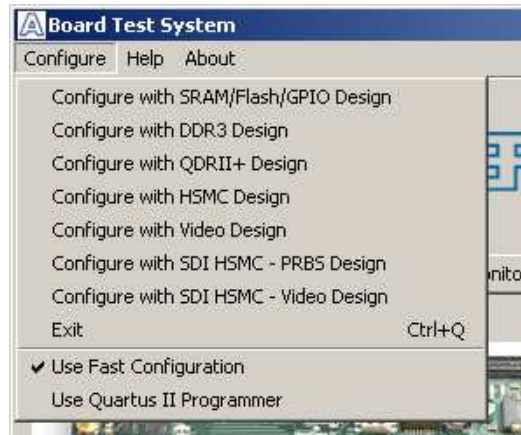 Board Test System
Configure Help About
Configure with SRAM/Flash/GPIO Design
Configure with DDR3 Design
Configure with QDRII+ Design
Configure with HSMC Design
Configure with Video Design
Configure with SDI HSMC - PRBS Design
Configure with SDI HSMC - Video Design
Exit Ctrl+Q
Use Fast Configuration
Use Quartus II Programmer